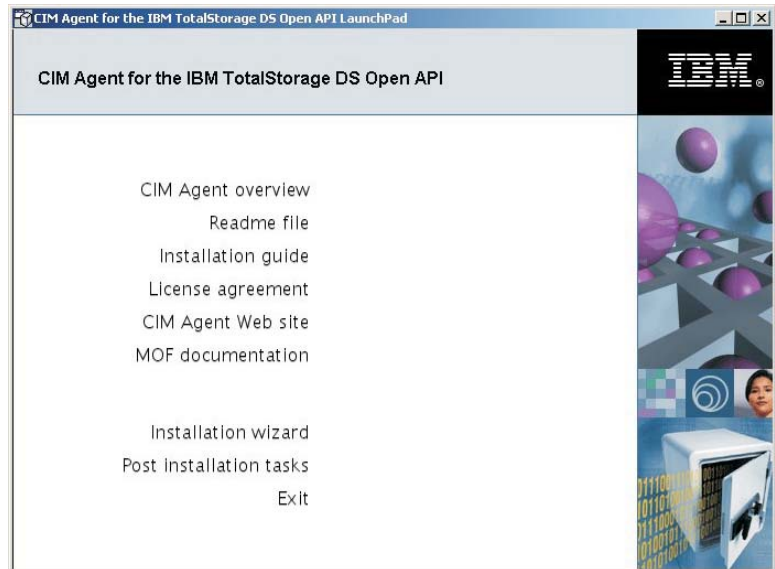 CIM Agent for the IBM TotalStorage DS Open API LaunchPad
CIM Agent for the IBM TotalStorage DS Open API
IBM®
CIM Agent overview
Readme file
Installation guide
License agreement
CIM Agent Web site
MOF documentation
Installation wizard
Post installation tasks
Exit